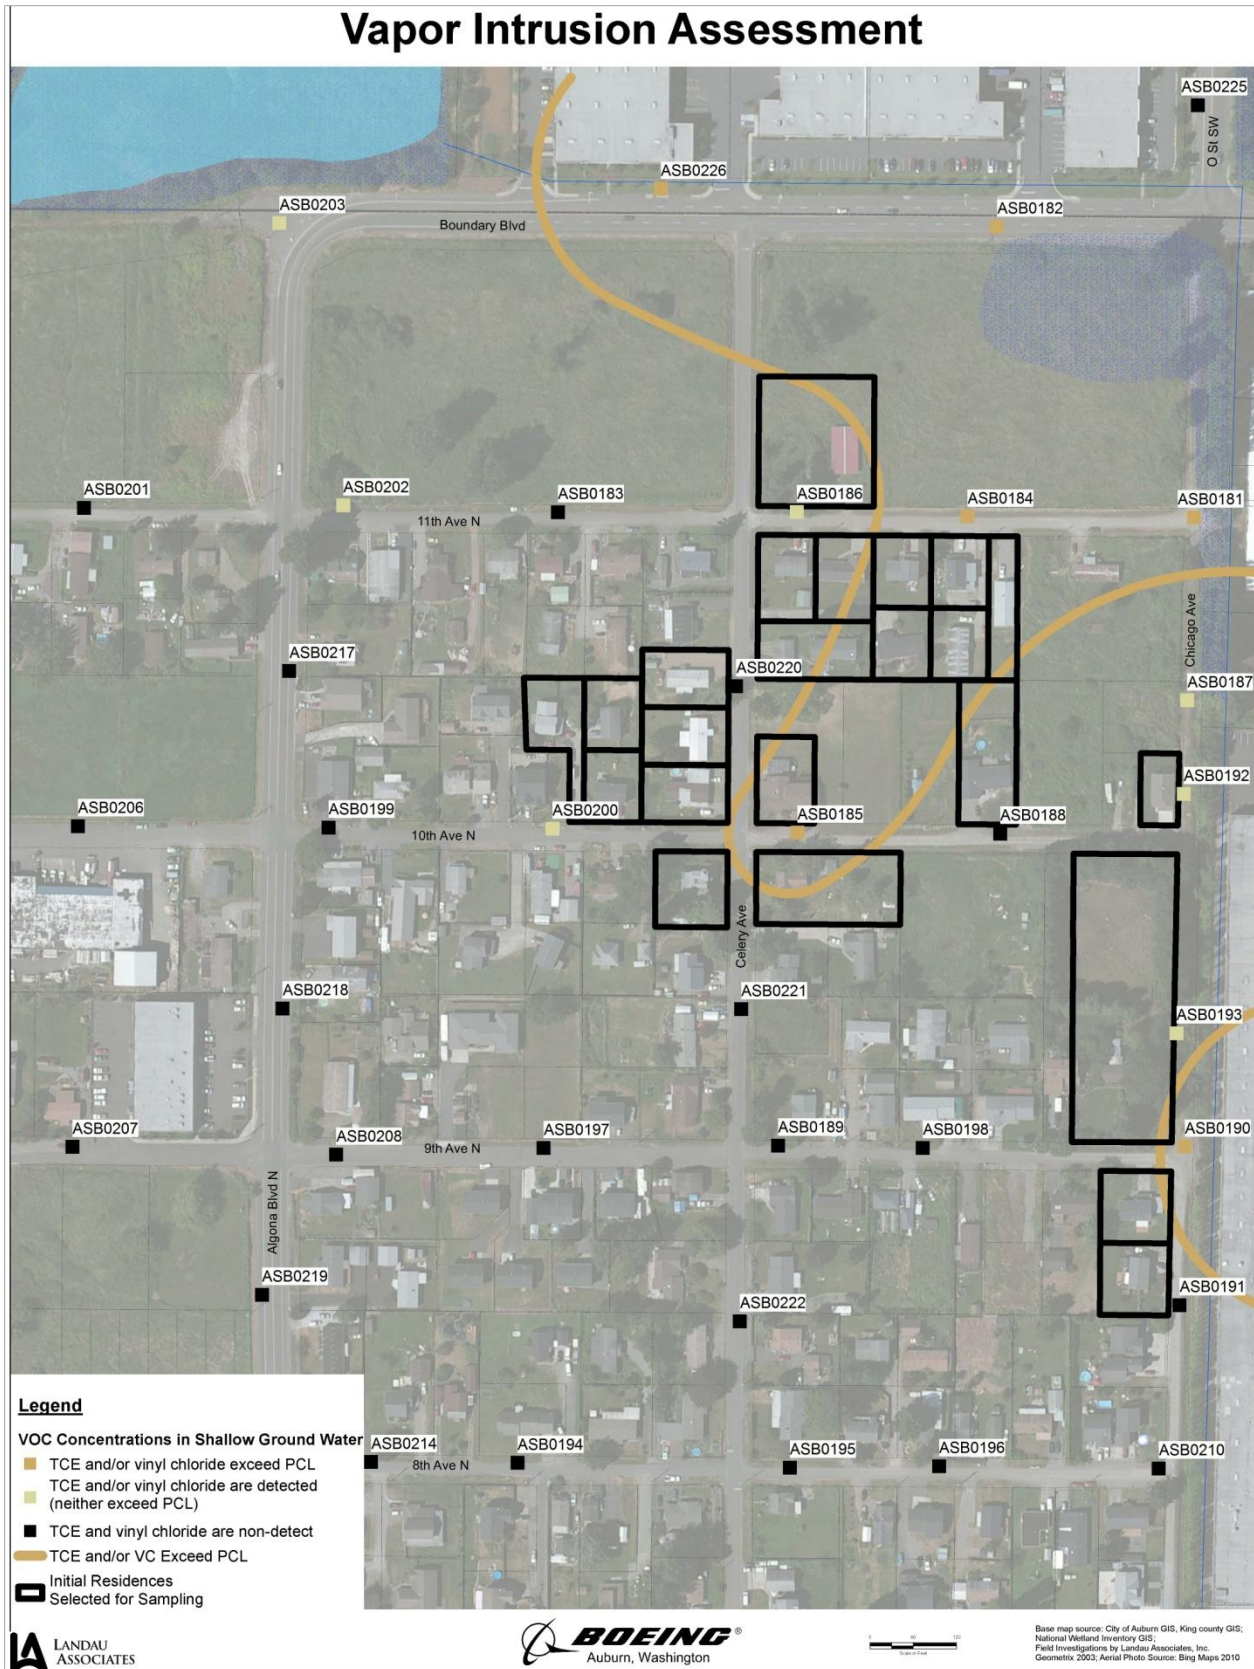 Vapor Intrusion Assessment
ASB0225
O St SW
ASB0226
ASB0203
ASB0182
Boundary Blvd
ASB0201
ASB0202
ASB0183
ASB0186
ASB0184
ASB0181
11th Ave N
Chicago Ave
ASB0217
ASB0220
ASB0187
ASB0192
ASB0206
ASB0199
ASB0200
ASB0185
ASB0188
10th Ave N
Celery Ave
ASB0218
ASB0221
ASB0193
ASB0207
ASB0208
ASB0197
ASB0189
ASB0198
ASB0190
9th Ave N
Algona Blvd N
ASB0219
ASB0222
ASB0191
ASB0214
ASB0194
ASB0195
ASB0196
ASB0210
8th Ave N
Legend
VOC Concentrations in Shallow Ground Water
TCE and/or vinyl chloride exceed PCL
TCE and/or vinyl chloride are detected
(neither exceed PCL)
TCE and vinyl chloride are non-detect
TCE and/or VC Exceed PCL
Initial Residences
Selected for Sampling
LANDAU
ASSOCIATES
BOEING®
Auburn, Washington
0 60 120
Scale in Feet
Base map source: City of Auburn GIS, King county GIS;
National Wetland Inventory GIS;
Field Investigations by Landau Associates, Inc.
Geometrix 2003; Aerial Photo Source: Bing Maps 2010